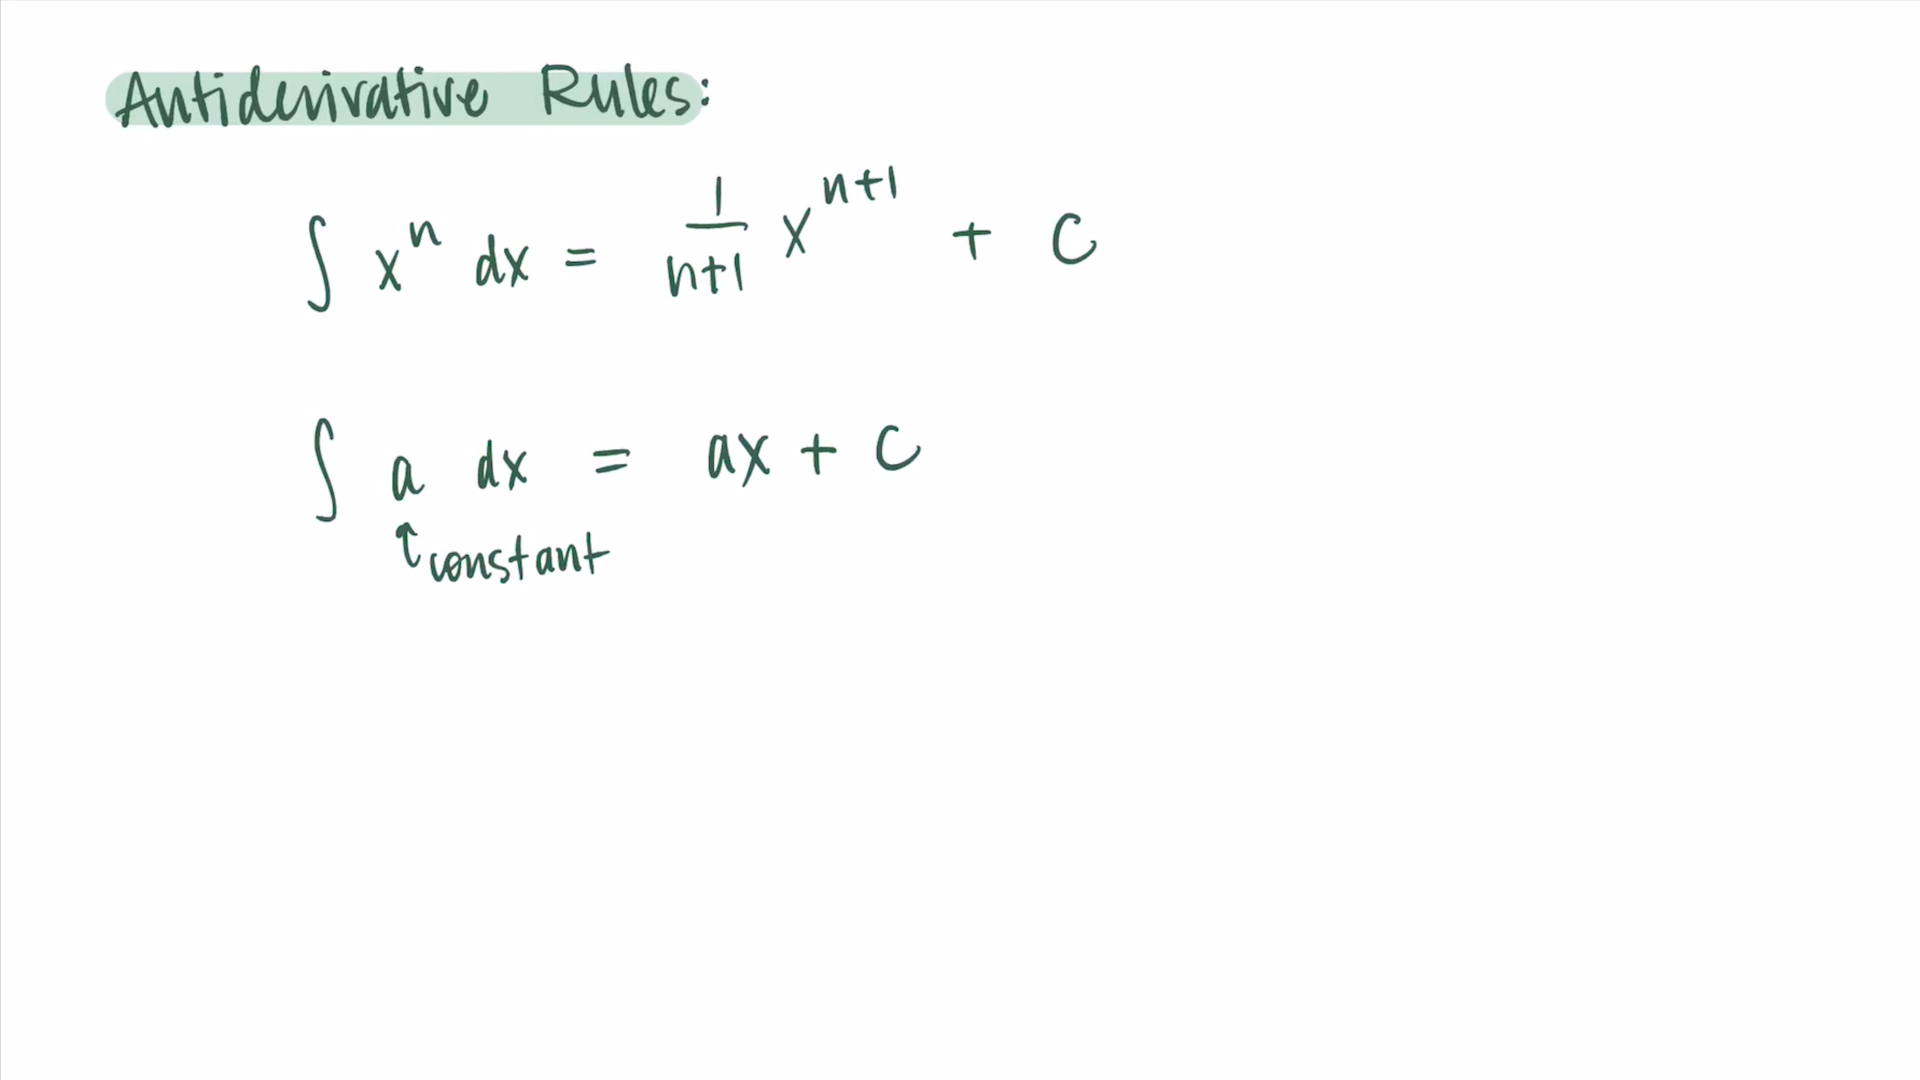 Antiderivative Rules:
∫ xⁿ dx = 1/(n+1) xⁿ⁺¹ + C
∫ a dx = ax + C
↑ constant